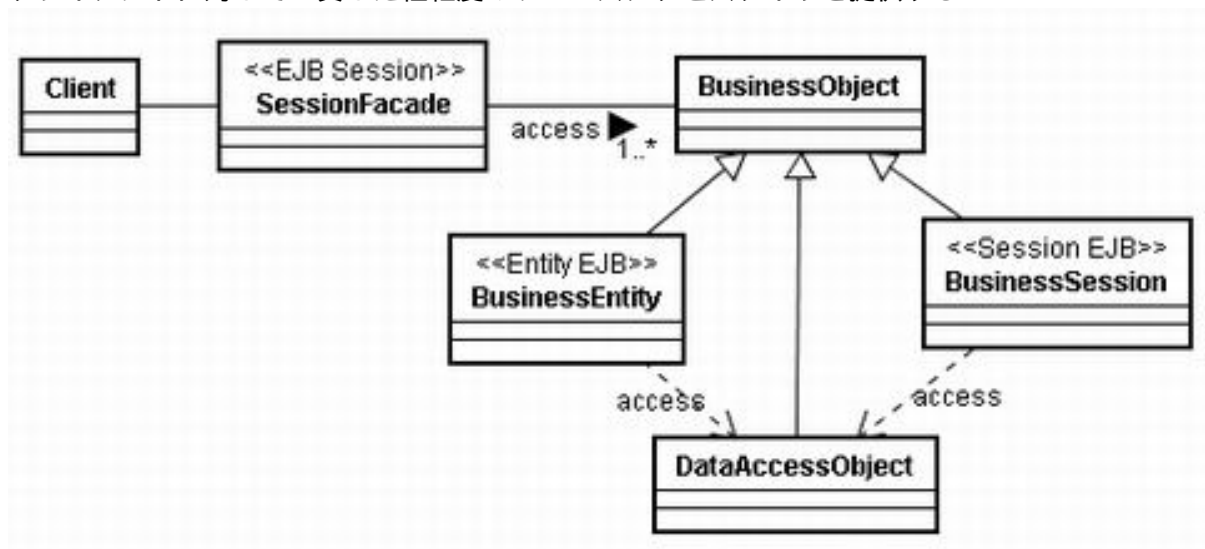 Client
<<EJB Session>>
SessionFacade
access
1..*
BusinessObject
<<Entity EJB>>
BusinessEntity
<<Session EJB>>
BusinessSession
access
access
DataAccessObject